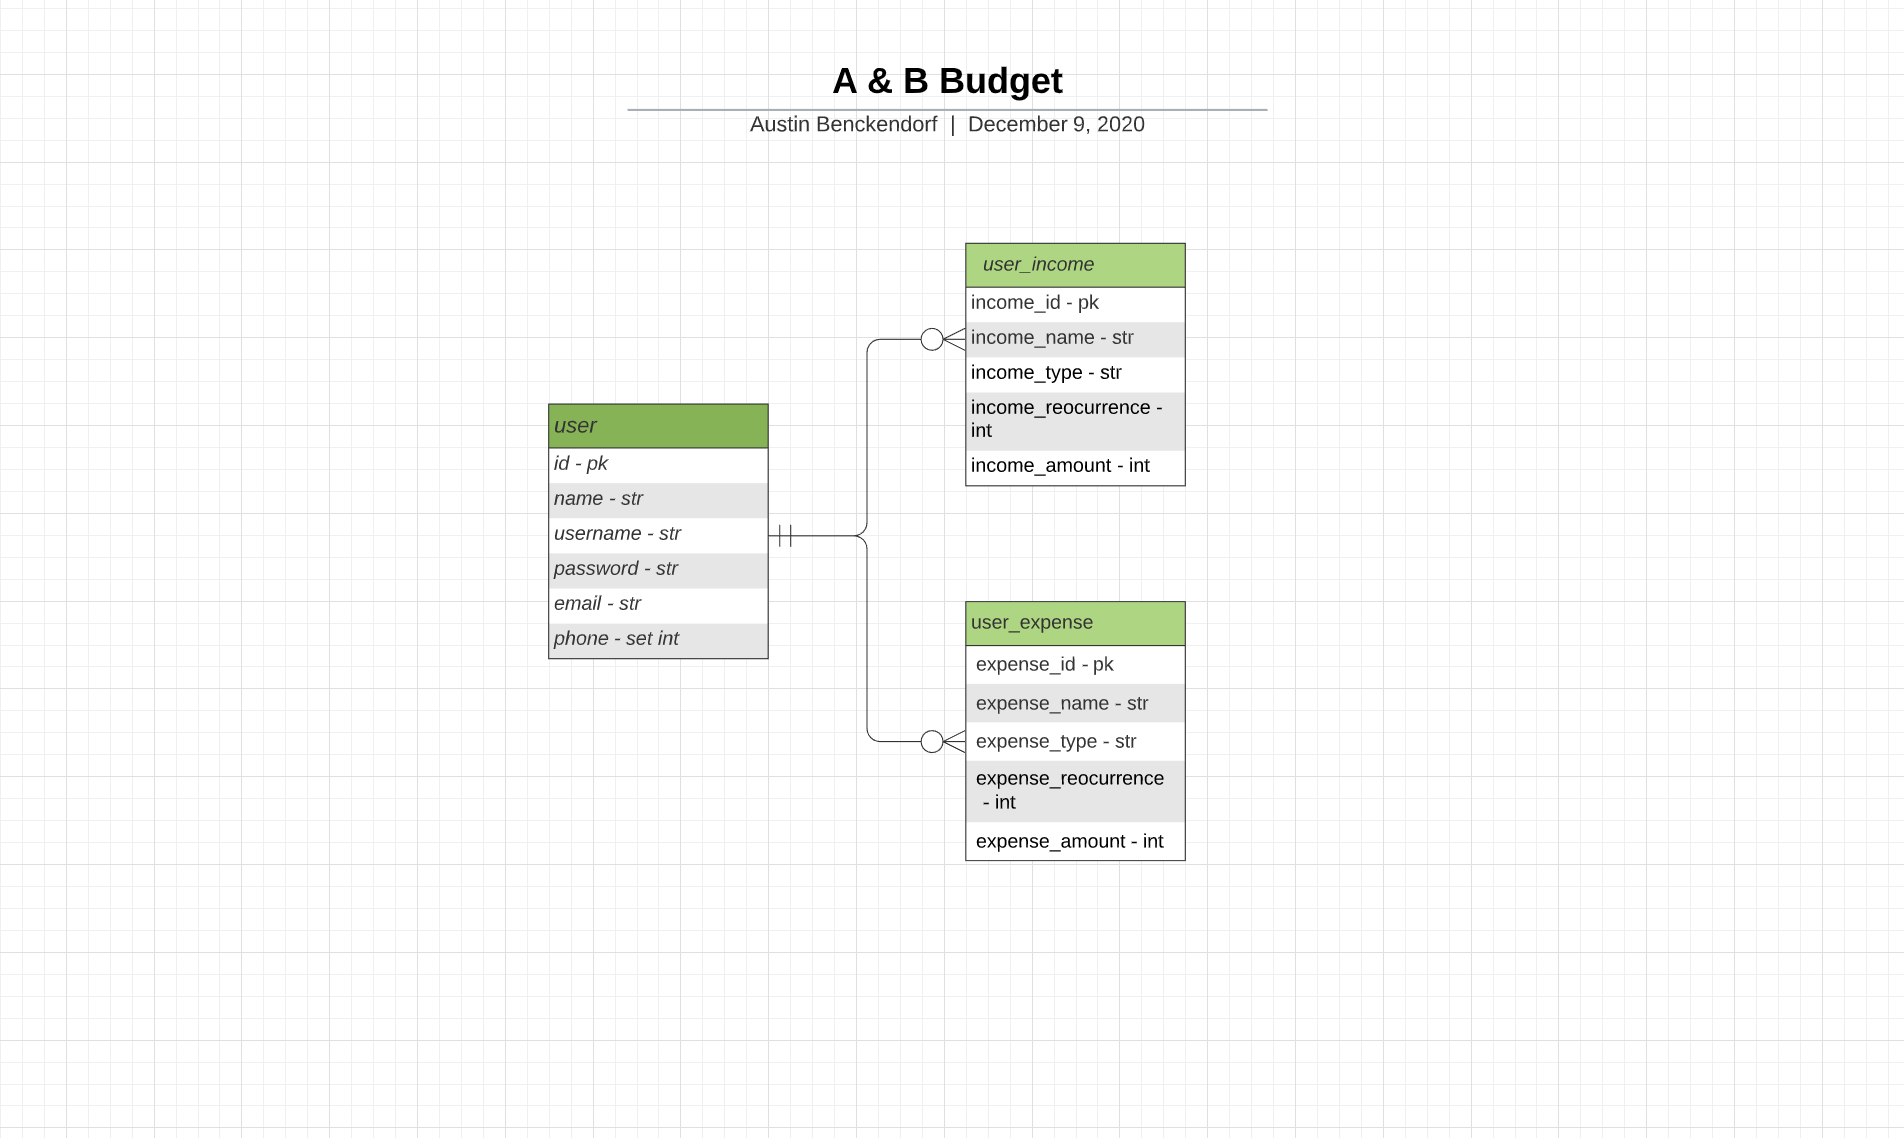 A & B Budget
Austin Benckendorf | December 9, 2020
user_income
income_id - pk
income_name - str
income_type - str
income_reocurrence -
int
income_amount - int
user
id - pk
name - str
username - str
password - str
email - str
phone - set int
user_expense
expense_id - pk
expense_name - str
expense_type - str
expense_reocurrence
- int
expense_amount - int